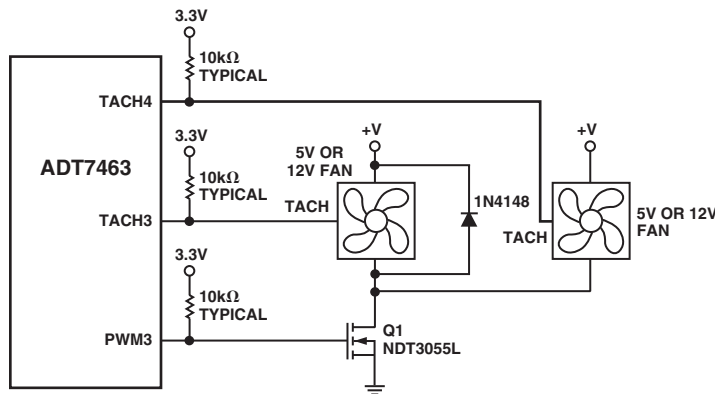 3.3V
10kΩ
TYPICAL
TACH4
ADT7463
3.3V
10kΩ
TYPICAL
TACH3
3.3V
10kΩ
TYPICAL
PWM3
+V
5V OR
12V FAN
TACH
1N4148
+V
TACH
5V OR 12V
FAN
Q1
NDT3055L